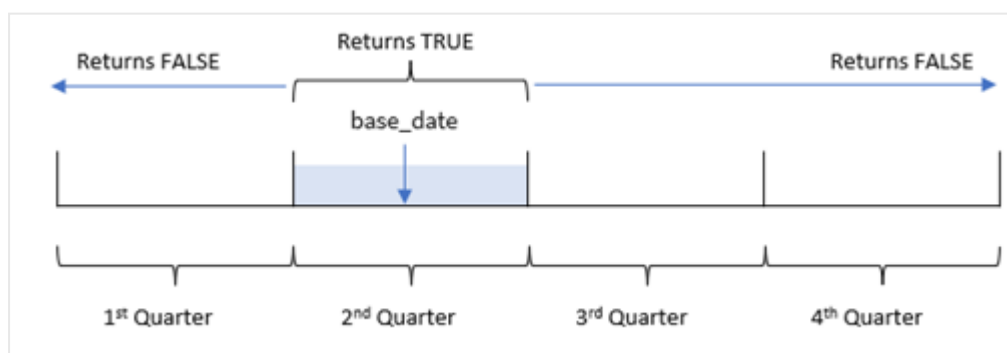 Returns TRUE
Returns FALSE
Returns FALSE
base_date
1st Quarter
2nd Quarter
3rd Quarter
4th Quarter